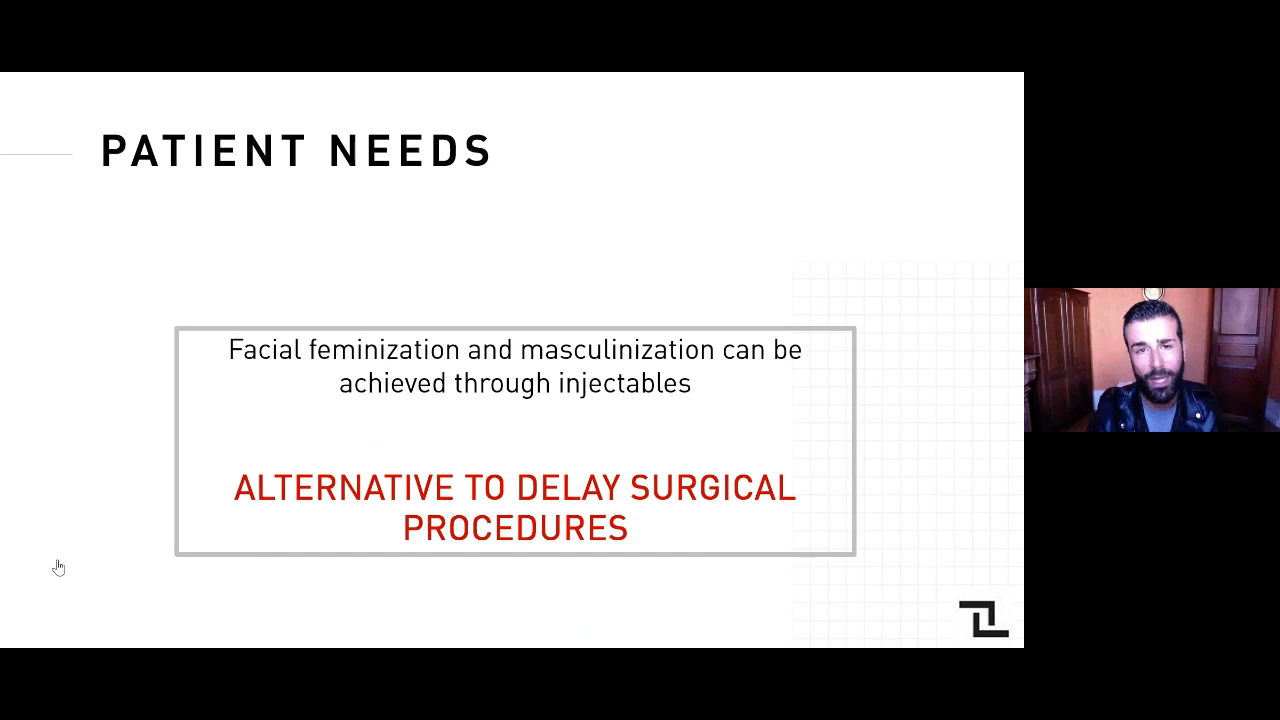 PATIENT NEEDS
Facial feminization and masculinization can be
achieved through injectables
ALTERNATIVE TO DELAY SURGICAL
PROCEDURES